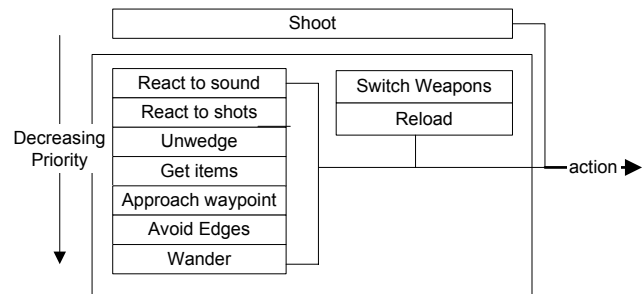 Shoot
React to sound
React to shots
Unwedge
Get items
Approach waypoint
Avoid Edges
Wander
Switch Weapons
Reload
Decreasing
Priority
action